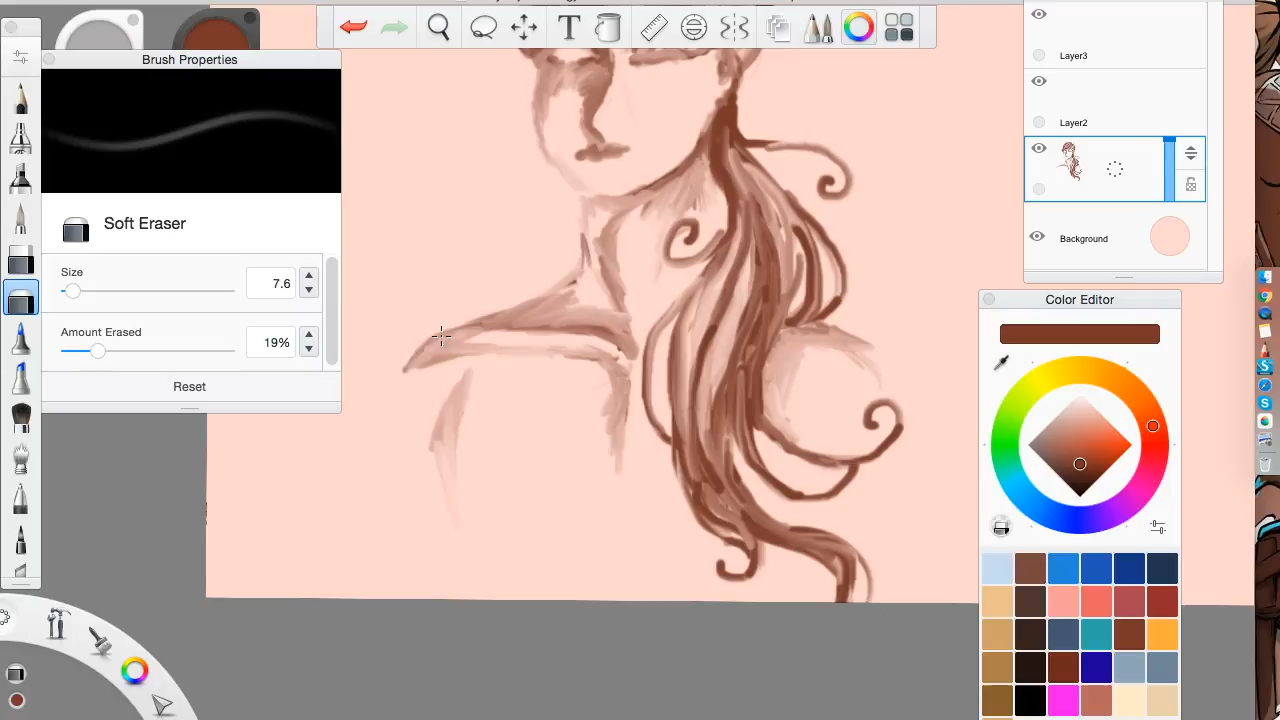 Brush Properties
Soft Eraser
Size
7.6
Amount Erased
19%
Reset
Layer3
Layer2
Background
Color Editor